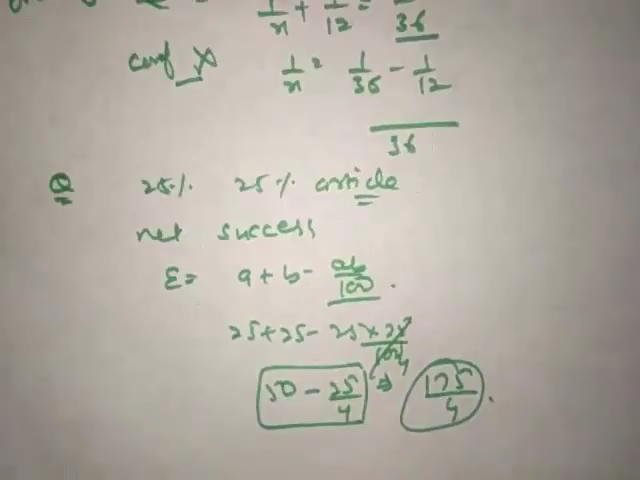 1/x + 1/12 = /36
1/x = 1/36 - 1/12
36
Q 25% 25% article
net success
E = a + b - ab/100 .
25+25 - 25×25/100 4
50 - 25/4 ⇒ 175/4 .